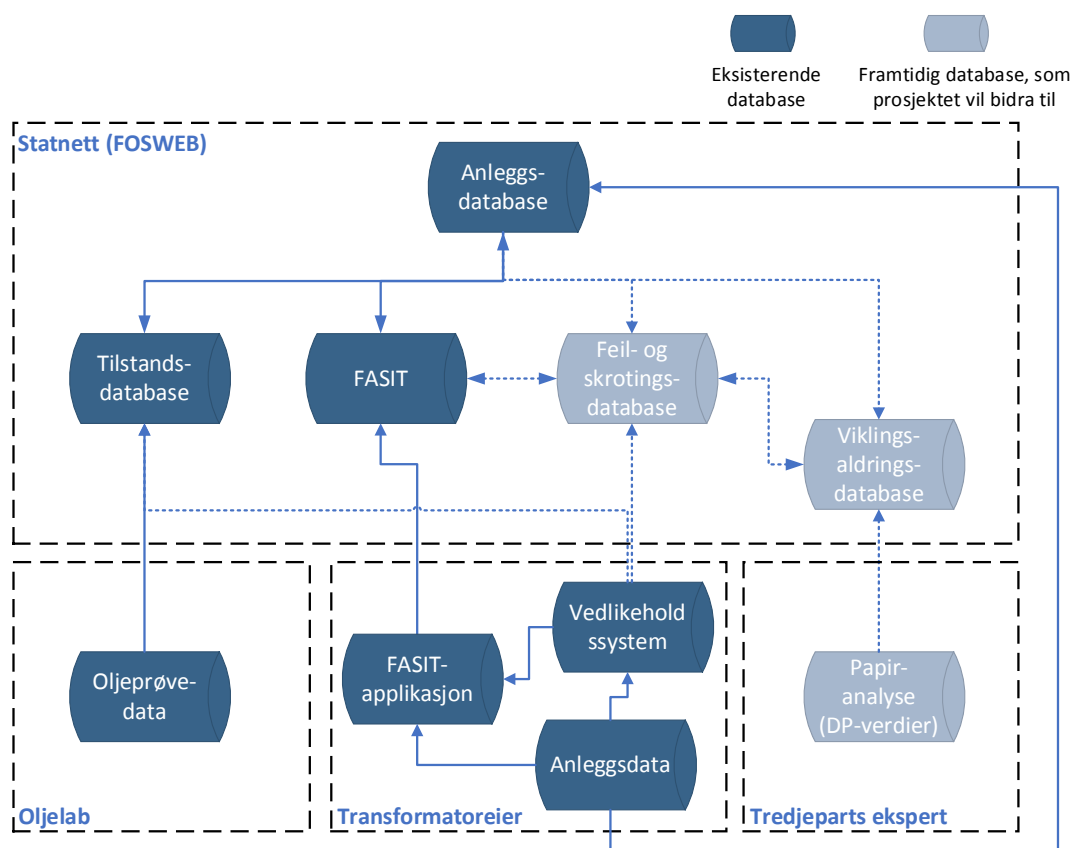 Eksisterende
database
Framtidig database, som
prosjektet vil bidra til
Statnett (FOSWEB)
Anleggs-
database
Tilstands-
database
FASIT
Feil- og
skrotings-
database
Viklings-
aldrings-
database
Oljeprøve-
data
Oljelab
Vedlikehold
ssystem
FASIT-
applikasjon
Anleggsdata
Transformatoreier
Papir-
analyse
(DP-verdier)
Tredjeparts ekspert